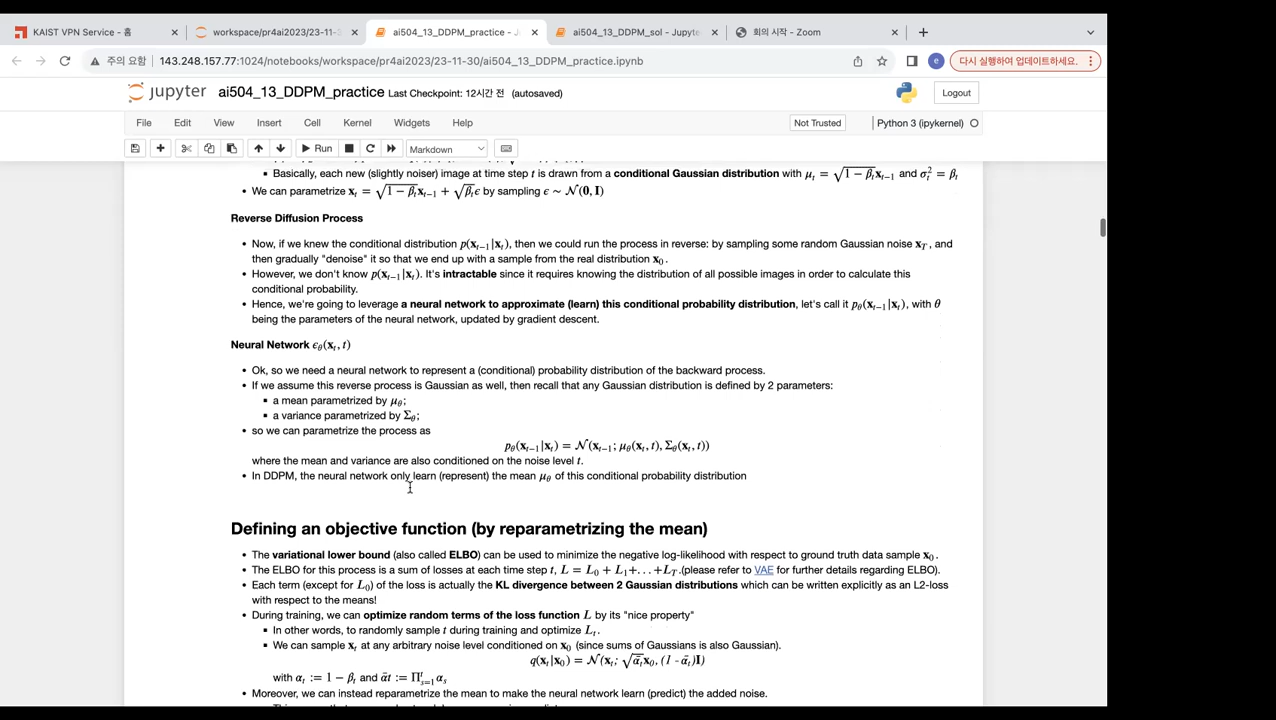 KAIST VPN Service - 홈
workspace/pr4ai2023/23-11-3
ai504_13_DDPM_practice - J
ai504_13_DDPM_sol - Jupyte
회의 시작 - Zoom
주의 요함 143.248.157.77:1024/notebooks/workspace/pr4ai2023/23-11-30/ai504_13_DDPM_practice.ipynb
e
다시 실행하여 업데이트하세요.
jupyter ai504_13_DDPM_practice Last Checkpoint: 12시간 전 (autosaved)
Logout
File Edit View Insert Cell Kernel Widgets Help
Not Trusted
Python 3 (ipykernel)
Run
Markdown
Basically, each new (slightly noiser) image at time step t is drawn from a conditional Gaussian distribution with μ_t = √(1 − β_t) x_{t−1} and σ_t² = β_t
We can parametrize x_t = √(1 − β_t) x_{t−1} + √β_t ϵ by sampling ϵ ∼ N(0, I)
Reverse Diffusion Process
Now, if we knew the conditional distribution p(x_{t−1}|x_t), then we could run the process in reverse: by sampling some random Gaussian noise x_T, and
then gradually "denoise" it so that we end up with a sample from the real distribution x_0.
However, we don't know p(x_{t−1}|x_t). It's intractable since it requires knowing the distribution of all possible images in order to calculate this
conditional probability.
Hence, we're going to leverage a neural network to approximate (learn) this conditional probability distribution, let's call it p_θ(x_{t−1}|x_t), with θ
being the parameters of the neural network, updated by gradient descent.
Neural Network ϵ_θ(x_t, t)
Ok, so we need a neural network to represent a (conditional) probability distribution of the backward process.
If we assume this reverse process is Gaussian as well, then recall that any Gaussian distribution is defined by 2 parameters:
a mean parametrized by μ_θ;
a variance parametrized by Σ_θ;
so we can parametrize the process as
p_θ(x_{t−1}|x_t) = N(x_{t−1}; μ_θ(x_t, t), Σ_θ(x_t, t))
where the mean and variance are also conditioned on the noise level t.
In DDPM, the neural network only learn (represent) the mean μ_θ of this conditional probability distribution
Defining an objective function (by reparametrizing the mean)
The variational lower bound (also called ELBO) can be used to minimize the negative log-likelihood with respect to ground truth data sample x_0.
The ELBO for this process is a sum of losses at each time step t, L = L_0 + L_1+. . .+L_T.(please refer to VAE for further details regarding ELBO).
Each term (except for L_0) of the loss is actually the KL divergence between 2 Gaussian distributions which can be written explicitly as an L2-loss
with respect to the means!
During training, we can optimize random terms of the loss function L by its "nice property"
In other words, to randomly sample t during training and optimize L_t.
We can sample x_t at any arbitrary noise level conditioned on x_0 (since sums of Gaussians is also Gaussian).
q(x_t|x_0) = N(x_t; √ᾱ_t x_0, (1 - ᾱ_t)I)
with α_t := 1 − β_t and ᾱt := Π_{s=1}^t α_s
Moreover, we can instead reparametrize the mean to make the neural network learn (predict) the added noise.